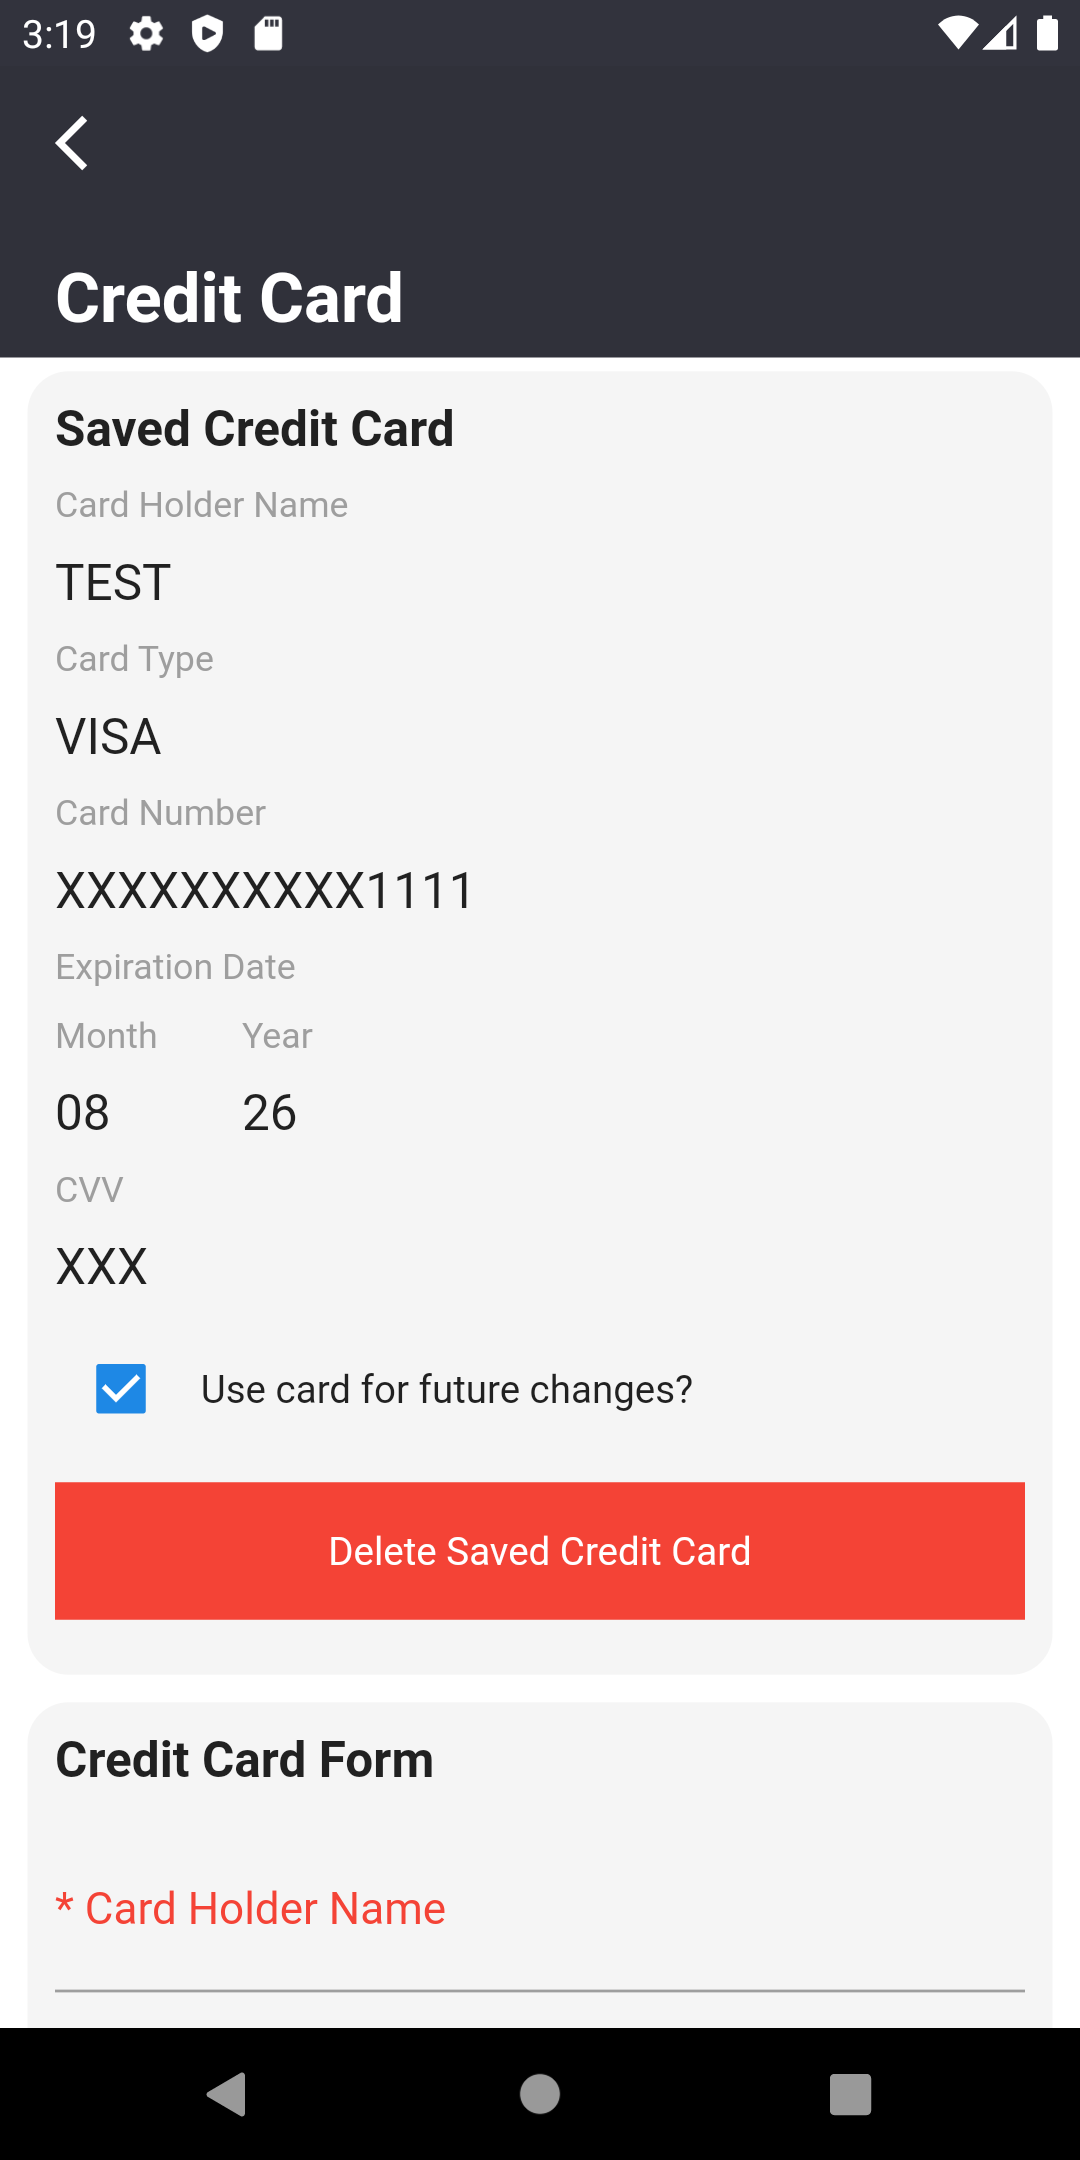 3:19
Credit Card
Saved Credit Card
Card Holder Name
TEST
Card Type
VISA
Card Number
XXXXXXXXXX1111
Expiration Date
Month Year
08 26
CVV
XXX
Use card for future changes?
Delete Saved Credit Card
Credit Card Form
* Card Holder Name